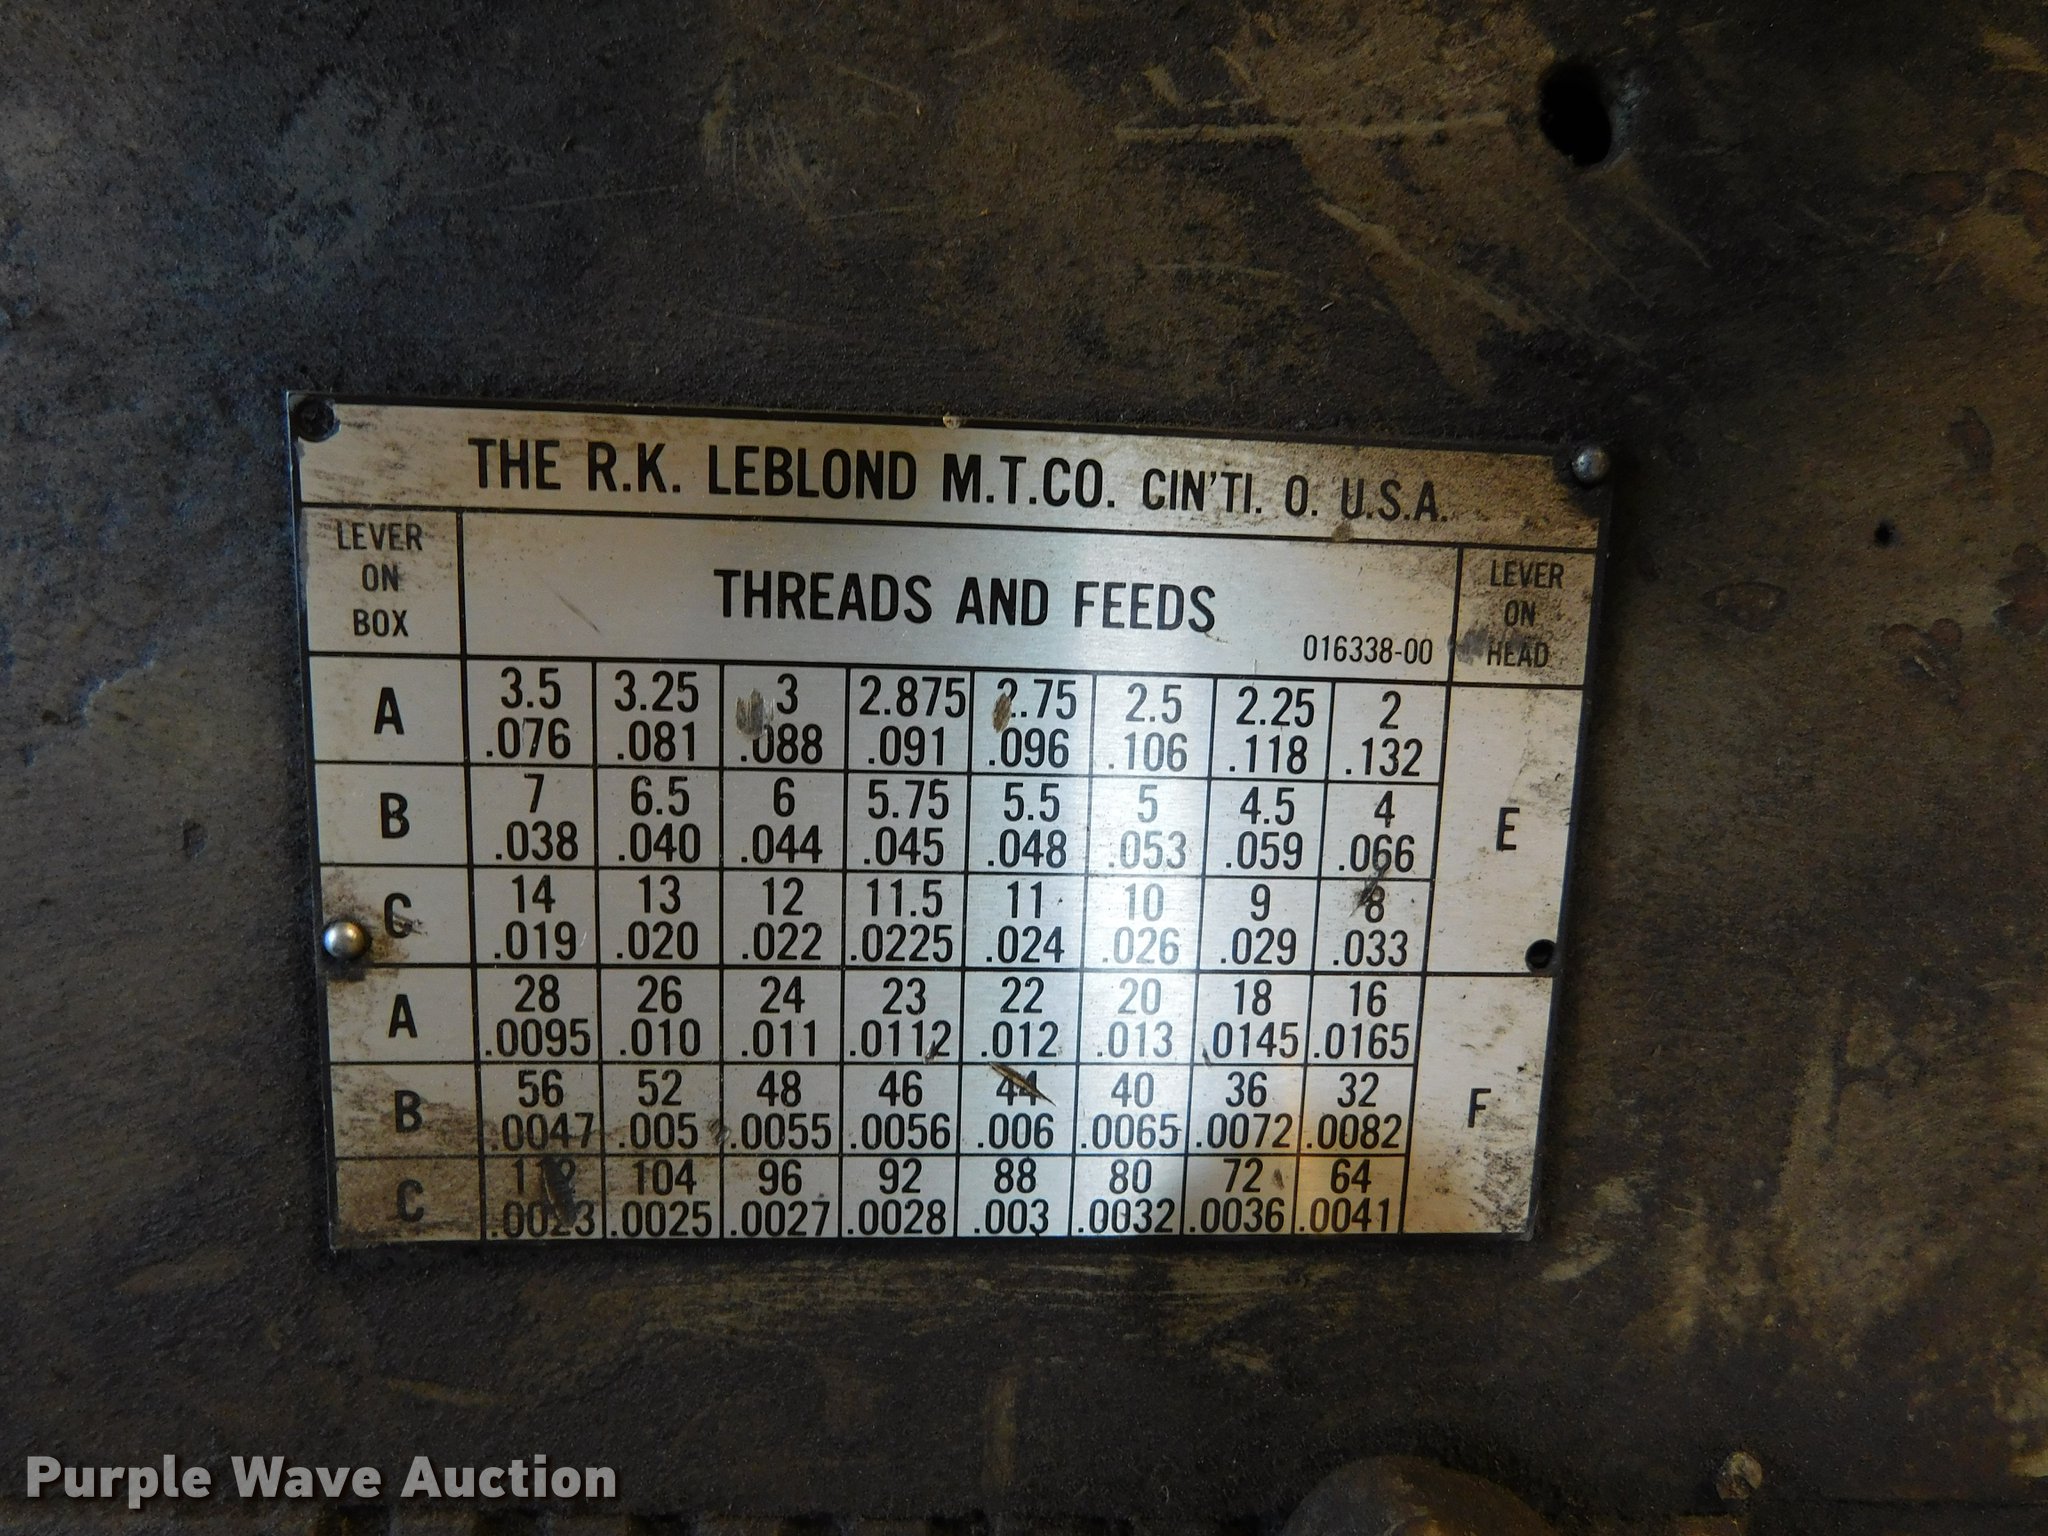 THE R.K. LEBLOND M.T.CO. CIN'TI. O. U.S.A.
LEVER ON BOX
THREADS AND FEEDS
016338-00
LEVER ON HEAD
A 3.5 3.25 3 2.875 2.75 2.5 2.25 2
.076 .081 .088 .091 .096 .106 .118 .132
B 7 6.5 6 5.75 5.5 5 4.5 4 E
.038 .040 .044 .045 .048 .053 .059 .066
C 14 13 12 11.5 11 10 9 8
.019 .020 .022 .0225 .024 .026 .029 .033
A 28 26 24 23 22 20 18 16
.0095 .010 .011 .0112 .012 .013 .0145 .0165
B 56 52 48 46 44 40 36 32 F
.0047 .005 .0055 .0056 .006 .0065 .0072 .0082
C 112 104 96 92 88 80 72 64
.0023 .0025 .0027 .0028 .003 .0032 .0036 .0041
Purple Wave Auction